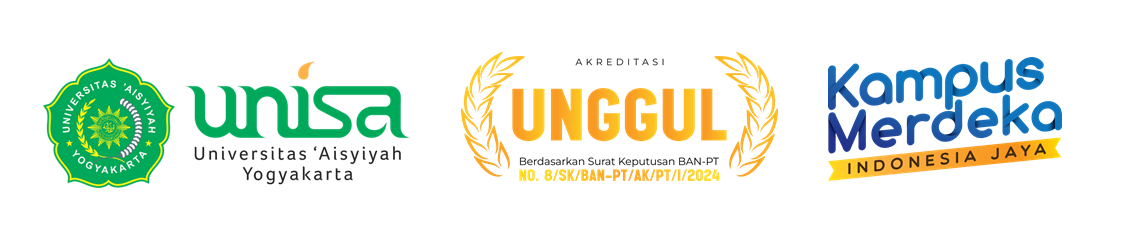 UNIVERSITAS 'AISYIYAH
YOGYAKARTA
unisa
Universitas ‘Aisyiyah
Yogyakarta
AKREDITASI
UNGGUL
Berdasarkan Surat Keputusan BAN-PT
NO. 8/SK/BAN-PT/AK/PT/I/2024
Kampus
Merdeka
INDONESIA JAYA